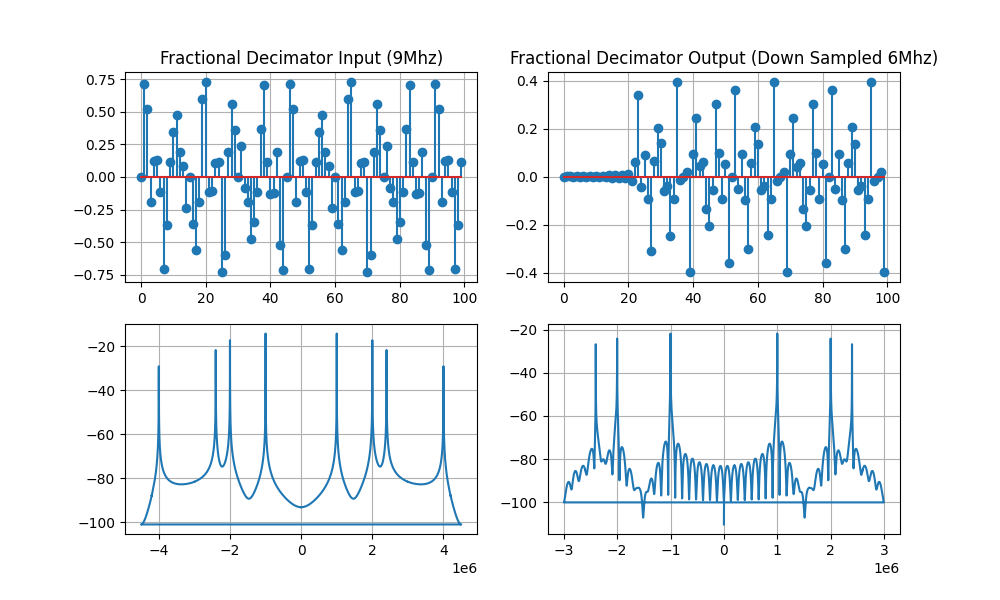 Fractional Decimator Input (9Mhz)
0.75
0.50
0.25
0.00
−0.25
−0.50
−0.75
0 20 40 60 80 100
Fractional Decimator Output (Down Sampled 6Mhz)
0.4
0.2
0.0
−0.2
−0.4
0 20 40 60 80 100
−20
−40
−60
−80
−100
−4 −2 0 2 4
1e6
−20
−40
−60
−80
−100
−3 −2 −1 0 1 2 3
1e6